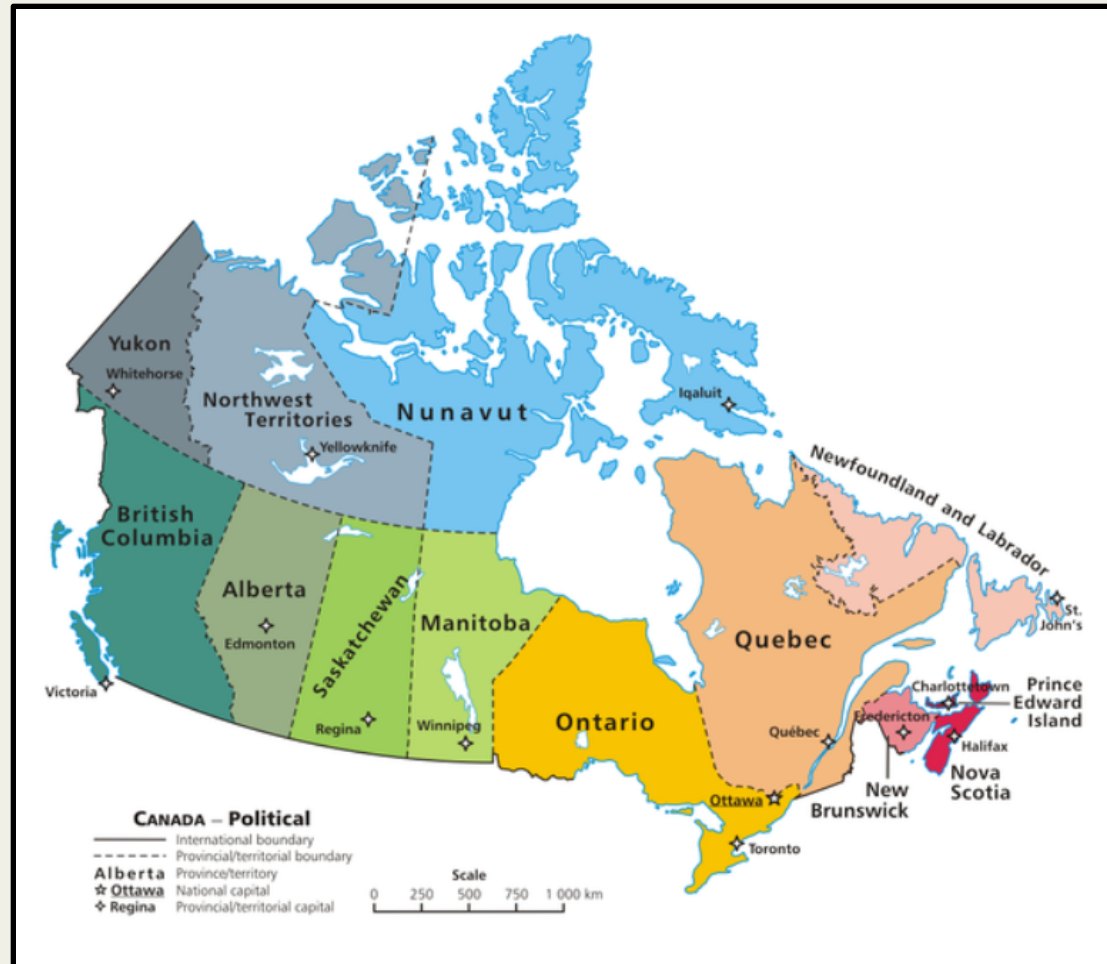 Yukon
Whitehorse
Northwest
Territories
Yellowknife
Nunavut
Iqaluit
Newfoundland and Labrador
St.
John's
British
Columbia
Victoria
Alberta
Edmonton
Saskatchewan
Regina
Manitoba
Winnipeg
Ontario
Ottawa
Toronto
Quebec
Québec
Charlottetown
Prince
Edward
Island
Fredericton
Halifax
Nova
Scotia
New
Brunswick
CANADA – Political
International boundary
Provincial/territorial boundary
Alberta Province/territory
Ottawa National capital
Regina Provincial/territorial capital
Scale
0 250 500 750 1 000 km